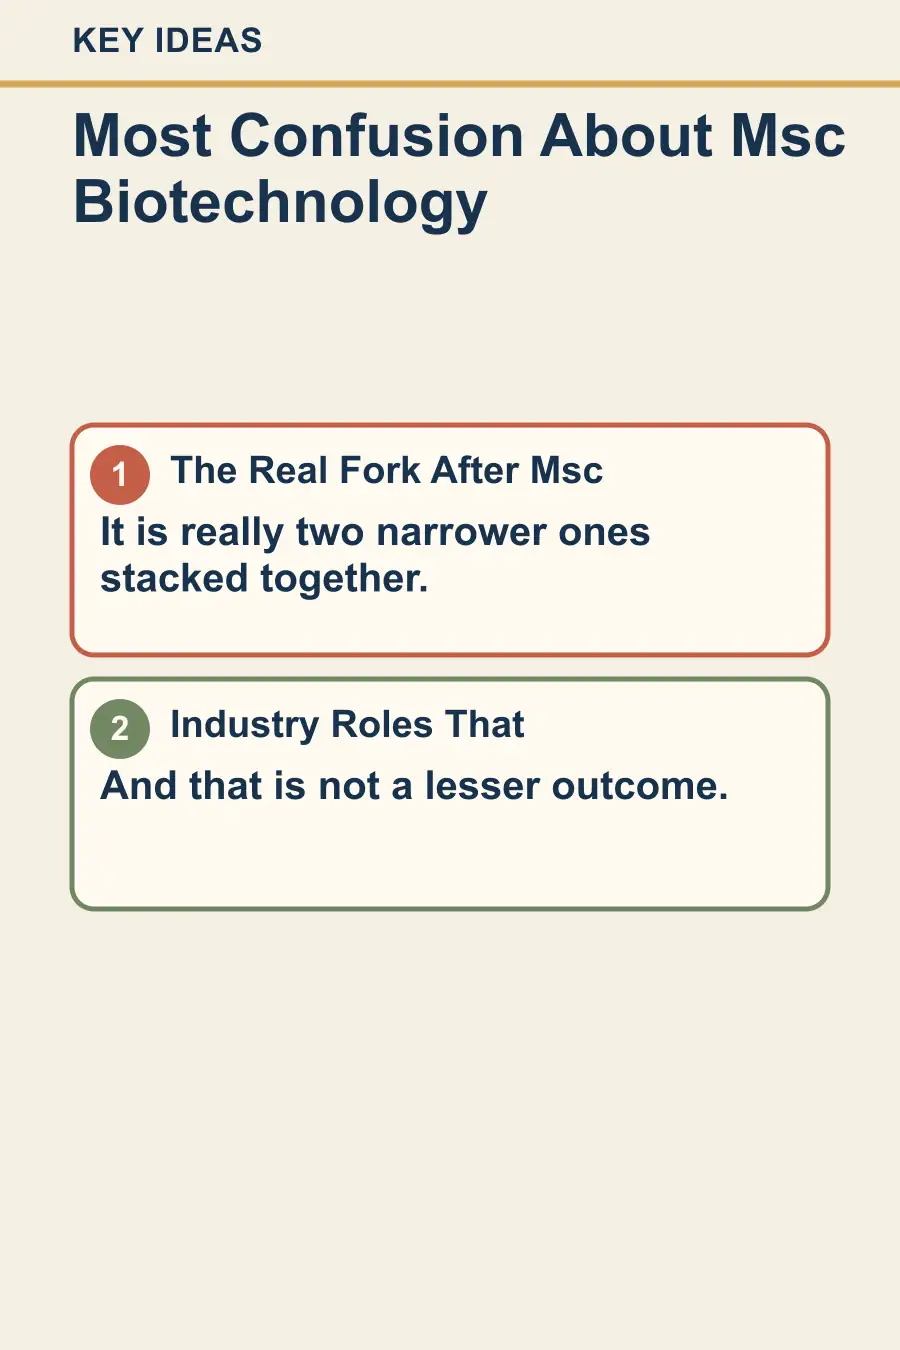 KEY IDEAS
Most Confusion About Msc
Biotechnology
1
The Real Fork After Msc
It is really two narrower ones
stacked together.
2
Industry Roles That
And that is not a lesser outcome.